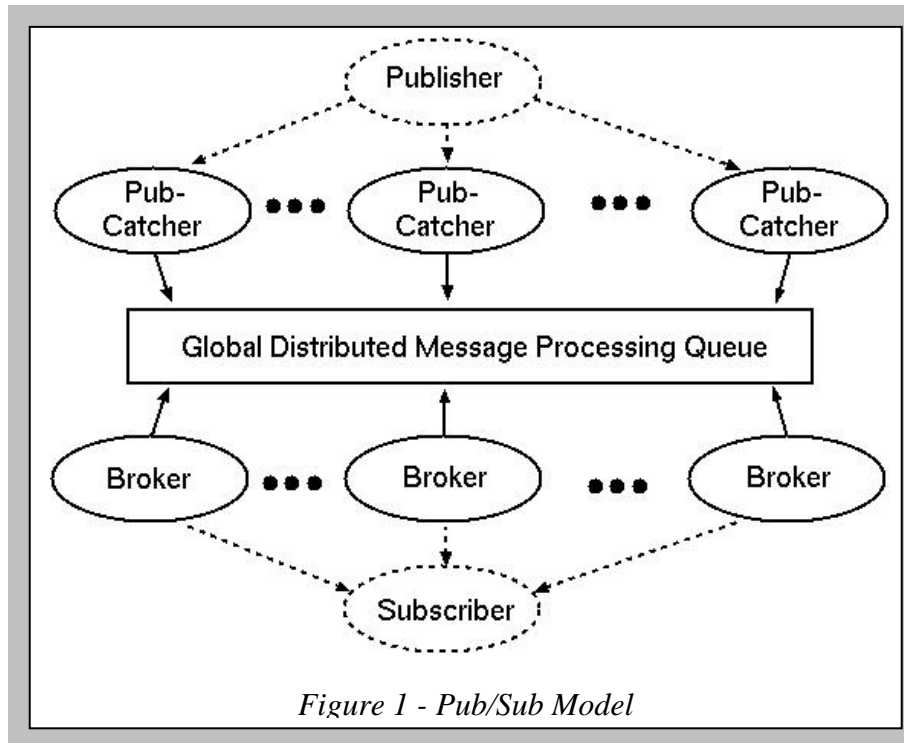 Publisher
Pub-
Catcher
Pub-
Catcher
Pub-
Catcher
Global Distributed Message Processing Queue
Broker
Broker
Broker
Subscriber
Figure 1 - Pub/Sub Model